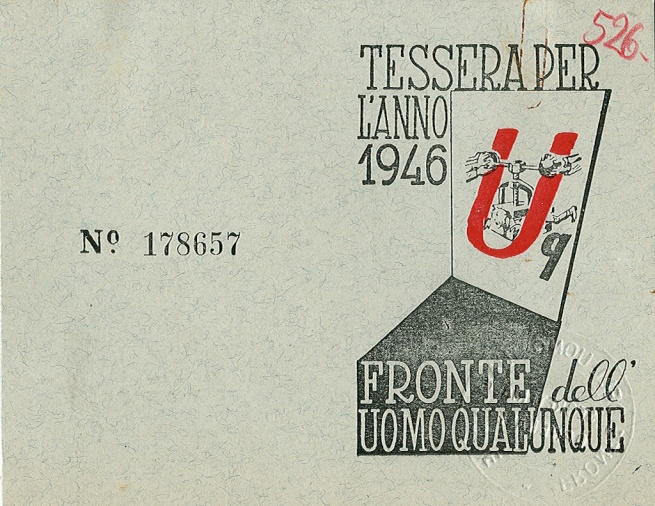 526-
TESSERA PER
L'ANNO
1946
U
q
Nº 178657
FRONTE dell'
UOMO QUALUNQUE